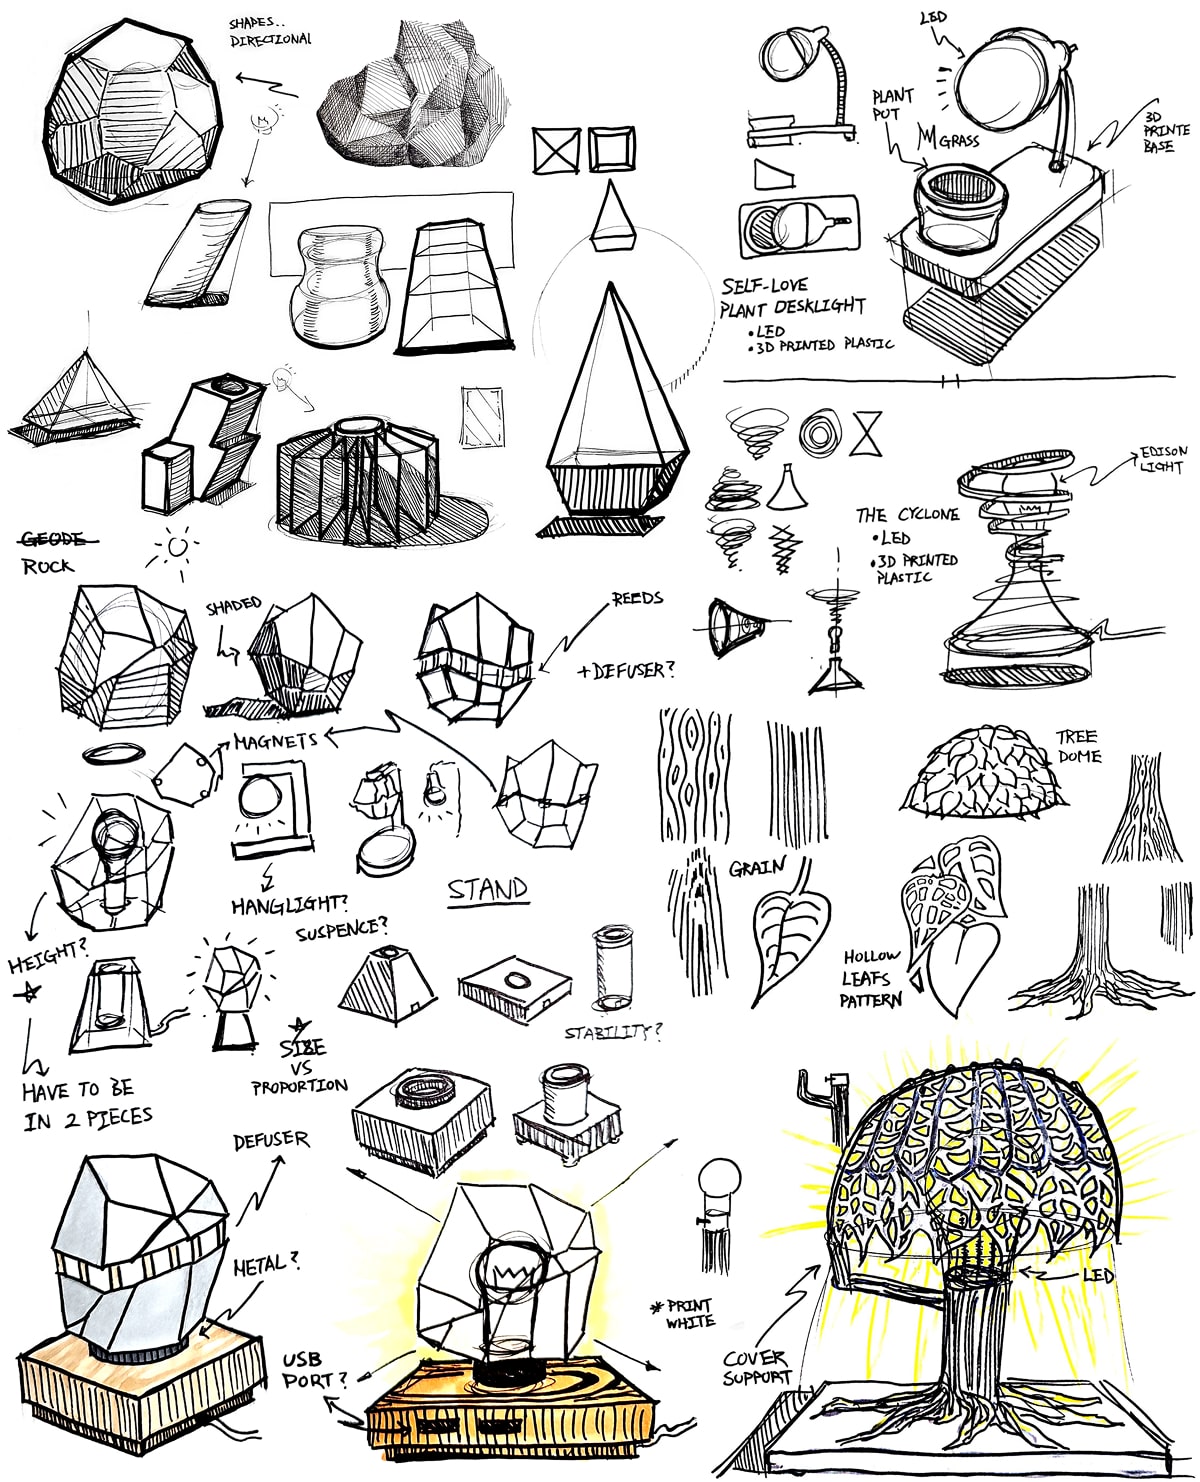 SHAPES..
DIRECTIONAL
LED
PLANT
POT
GRASS
3D
PRINTE
BASE
SELF-LOVE
PLANT DESKLIGHT
• LED
• 3D PRINTED PLASTIC
EDISON
LIGHT
THE CYCLONE
• LED
• 3D PRINTED
PLASTIC
GEODE
ROCK
SHADED
REEDS
+ DEFUSER?
MAGNETS
HANGLIGHT?
SUSPENCE?
STAND
HEIGHT?
HAVE TO BE
IN 2 PIECES
SIZE
VS
PROPORTION
STABILITY?
GRAIN
TREE
DOME
HOLLOW
LEAFS
PATTERN
DEFUSER
METAL?
USB
PORT?
* PRINT
WHITE
LED
COVER
SUPPORT